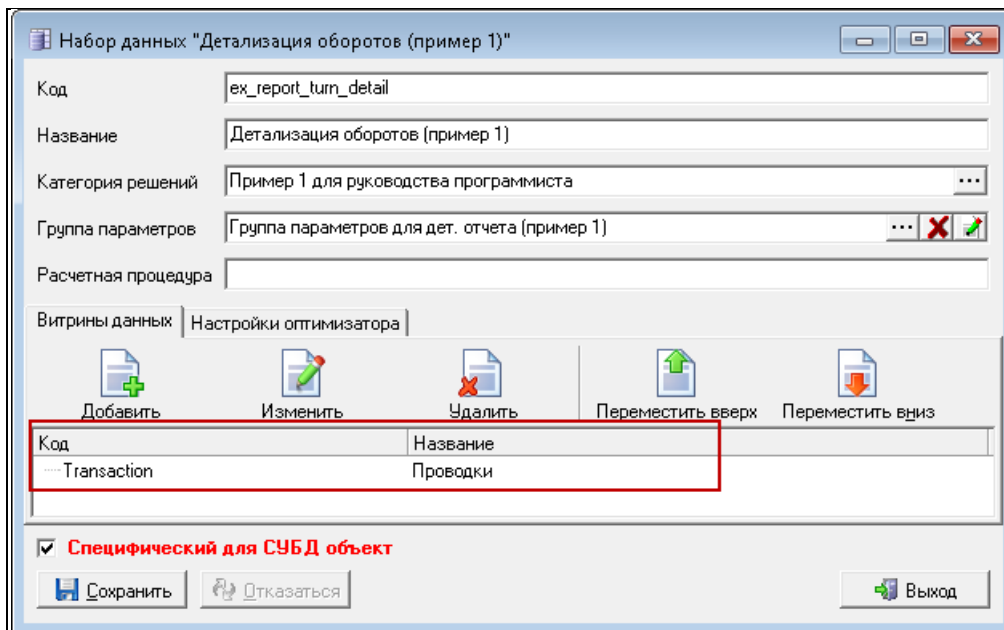 Набор данных "Детализация оборотов (пример 1)"
Код ex_report_turn_detail
Название Детализация оборотов (пример 1)
Категория решений Пример 1 для руководства программиста ...
Группа параметров Группа параметров для дет. отчета (пример 1) ...
Расчетная процедура
Витрины данных Настройки оптимизатора
Добавить Изменить Удалить Переместить вверх Переместить вниз
Код Название
Transaction Проводки
Специфический для СУБД объект
Сохранить Отказаться Выход